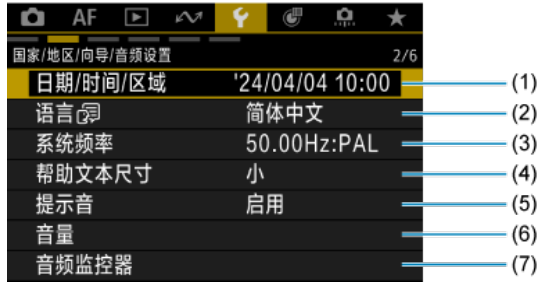 AF
国家/地区/向导/音频设置 2/6
日期/时间/区域 '24/04/04 10:00 (1)
语言 简体中文 (2)
系统频率 50.00Hz:PAL (3)
帮助文本尺寸 小 (4)
提示音 启用 (5)
音量 (6)
音频监控器 (7)